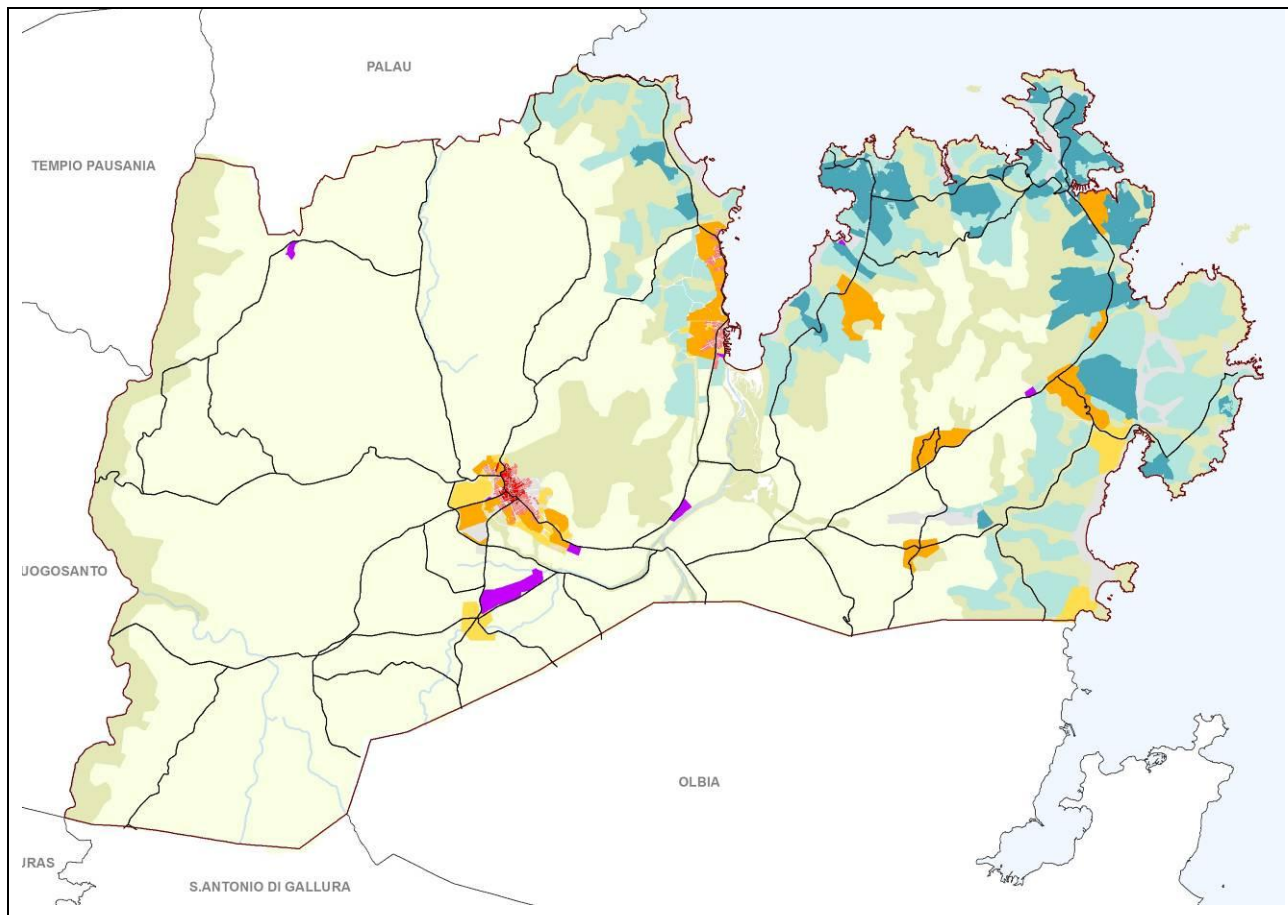 PALAU
TEMPIO PAUSANIA
UOGOSANTO
OLBIA
URAS
S.ANTONIO DI GALLURA